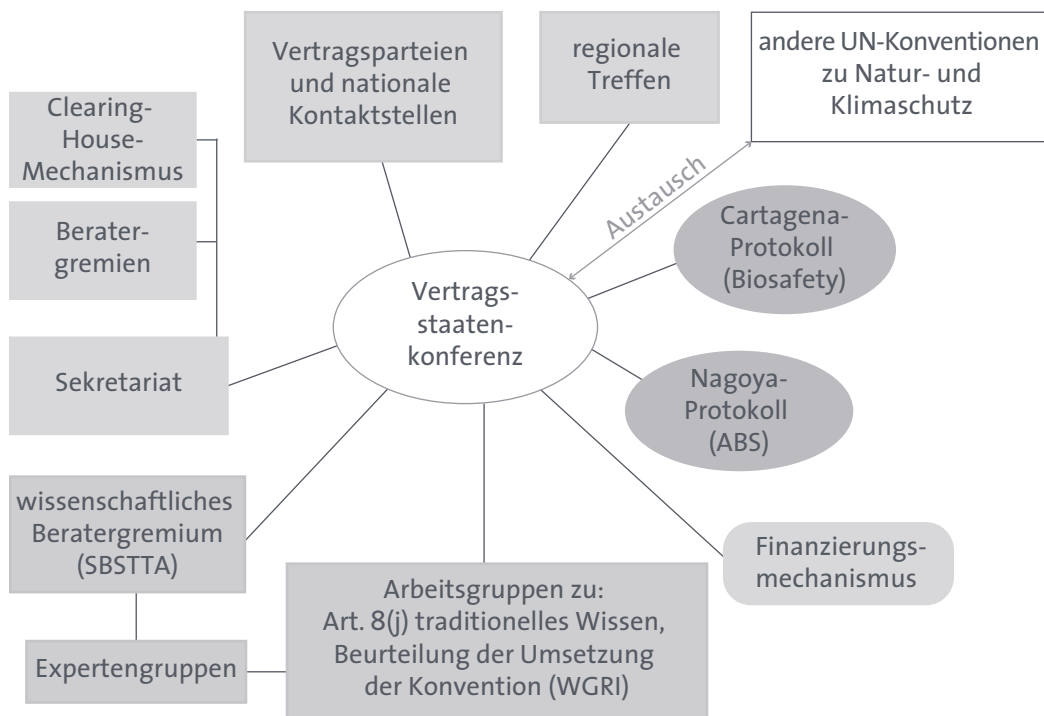 Vertragsparteien
und nationale
Kontaktstellen
regionale
Treffen
andere UN-Konventionen
zu Natur- und
Klimaschutz
Clearing-
House-
Mechanismus
Berater-
gremien
Sekretariat
Austausch
Cartagena-
Protokoll
(Biosafety)
Vertrags-
staaten-
konferenz
Nagoya-
Protokoll
(ABS)
wissenschaftliches
Beratergremium
(SBSTTA)
Expertengruppen
Arbeitsgruppen zu:
Art. 8(j) traditionelles Wissen,
Beurteilung der Umsetzung
der Konvention (WGRI)
Finanzierungs-
mechanismus